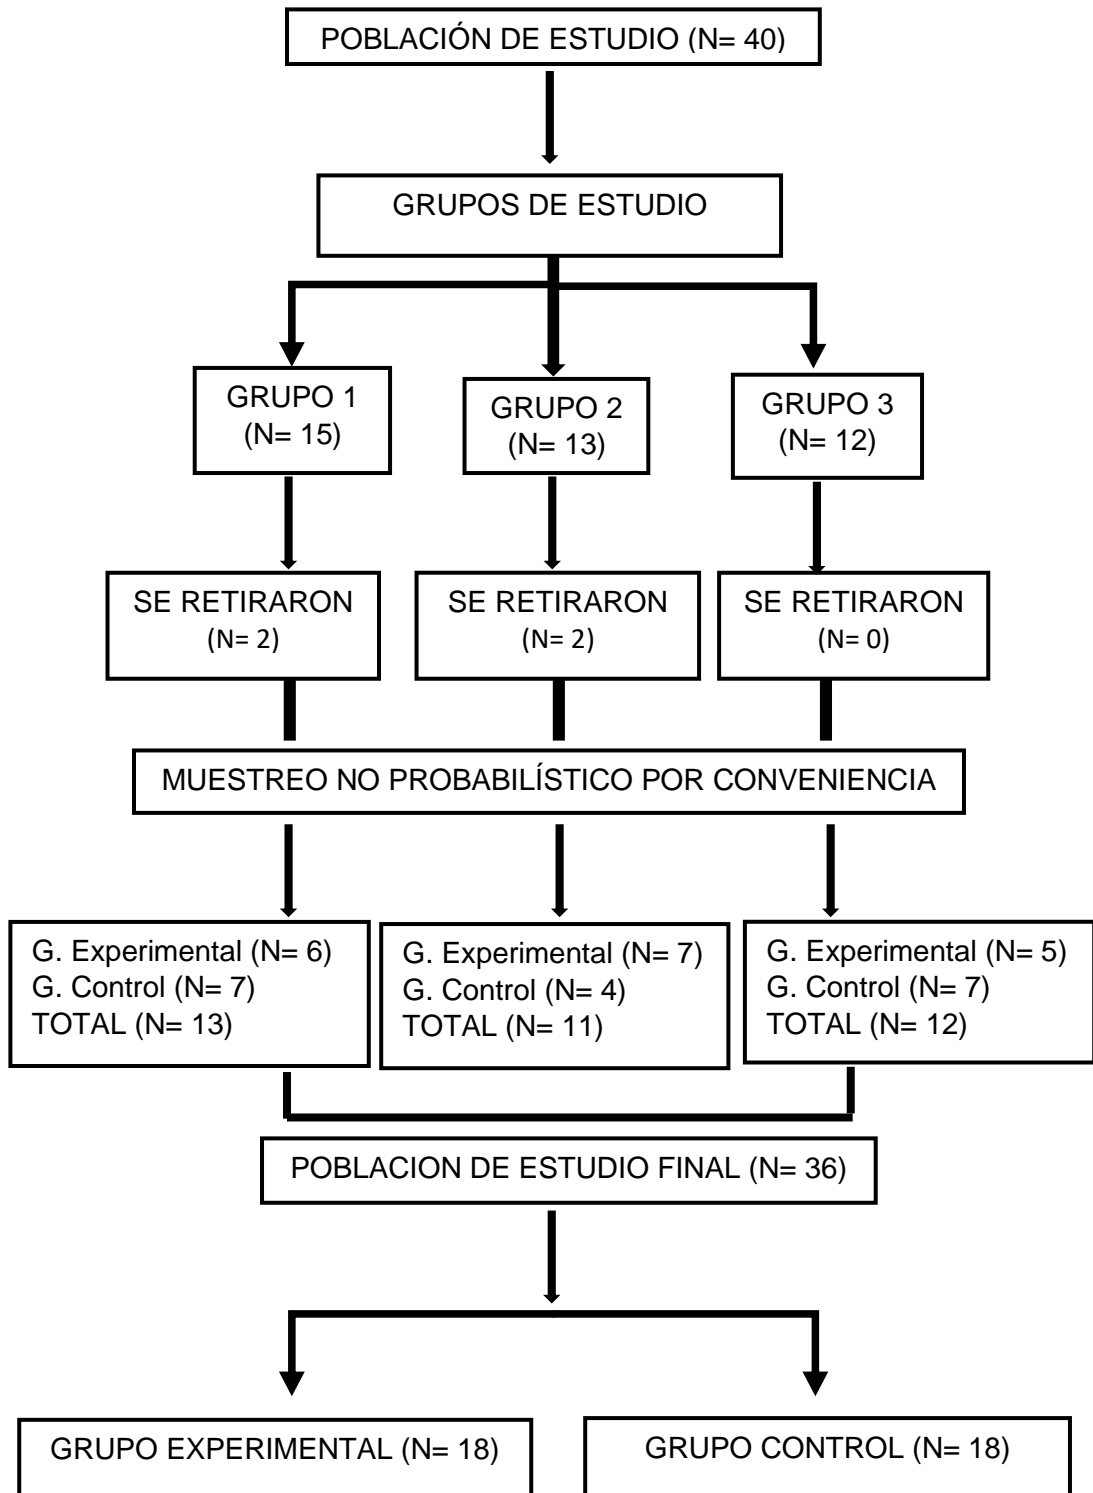 POBLACIÓN DE ESTUDIO (N= 40)
GRUPOS DE ESTUDIO
GRUPO 1
(N= 15)
GRUPO 2
(N= 13)
GRUPO 3
(N= 12)
SE RETIRARON
(N= 2)
SE RETIRARON
(N= 2)
SE RETIRARON
(N= 0)
MUESTREO NO PROBABILÍSTICO POR CONVENIENCIA
G. Experimental (N= 6)
G. Control (N= 7)
TOTAL (N= 13)
G. Experimental (N= 7)
G. Control (N= 4)
TOTAL (N= 11)
G. Experimental (N= 5)
G. Control (N= 7)
TOTAL (N= 12)
POBLACION DE ESTUDIO FINAL (N= 36)
GRUPO EXPERIMENTAL (N= 18)
GRUPO CONTROL (N= 18)